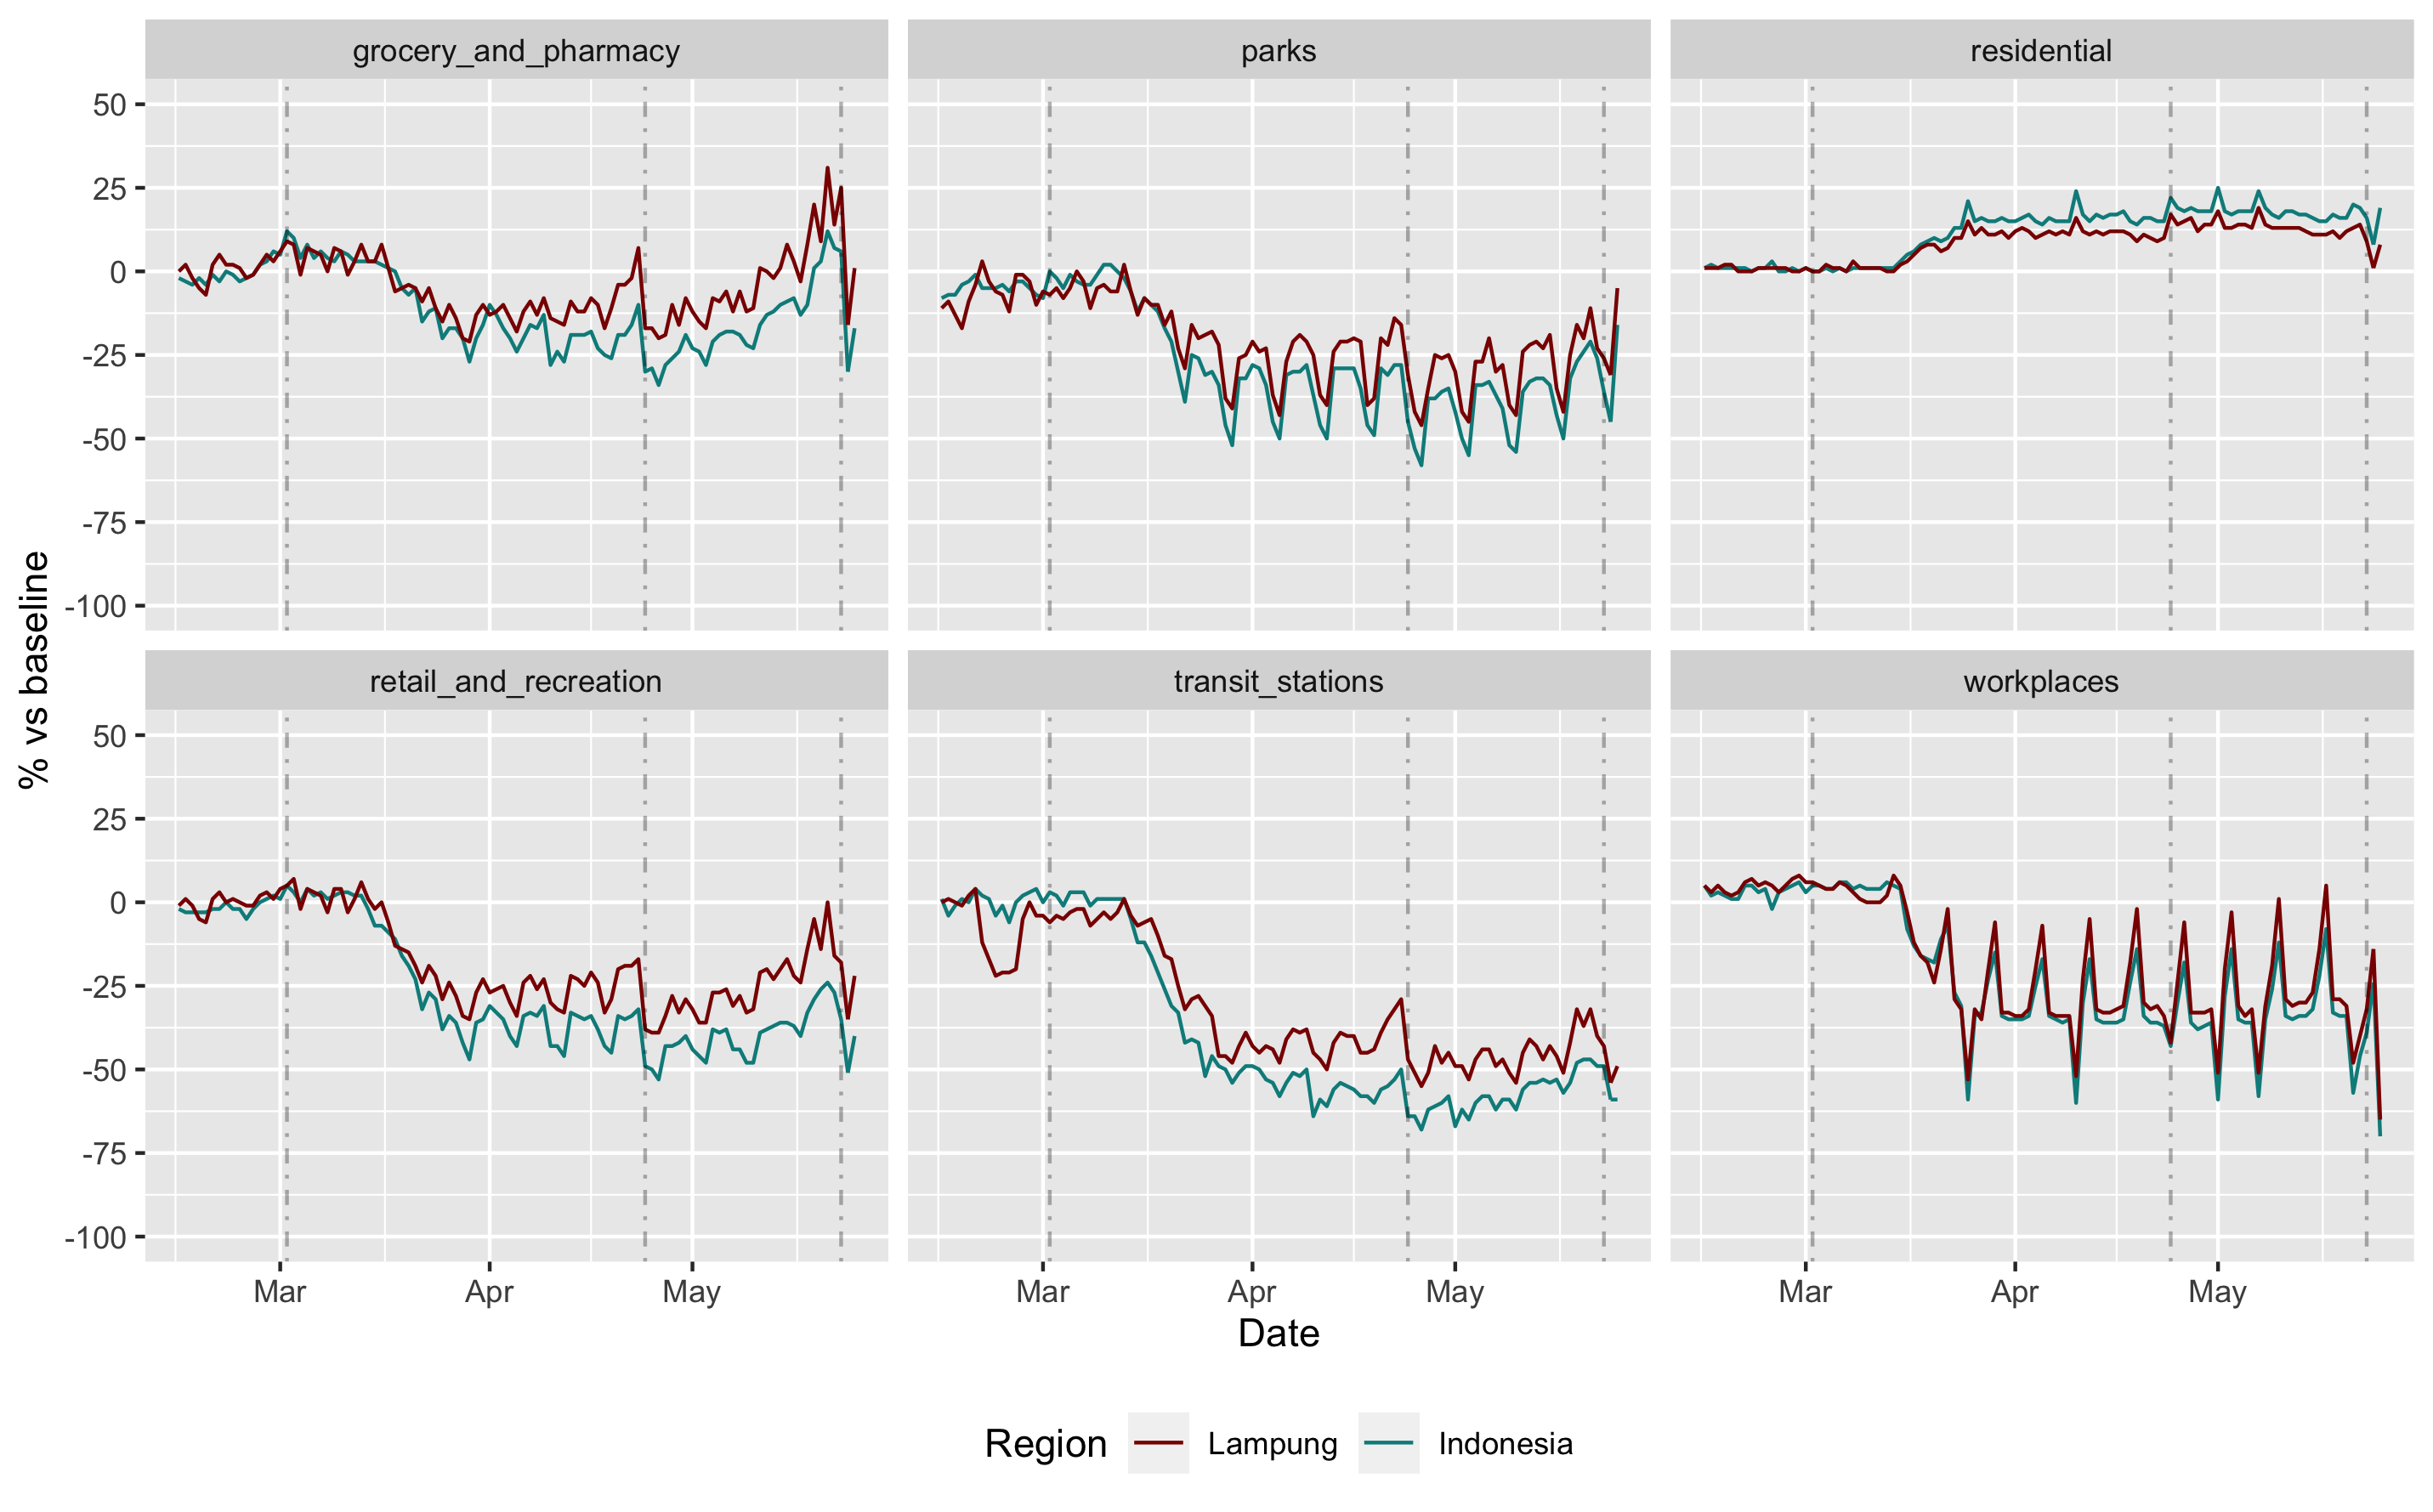 grocery_and_pharmacy
parks
residential
50
25
0
-25
-50
-75
-100
% vs baseline
retail_and_recreation
transit_stations
workplaces
50
25
0
-25
-50
-75
-100
Mar Apr May
Mar Apr May
Mar Apr May
Date
Region Lampung Indonesia